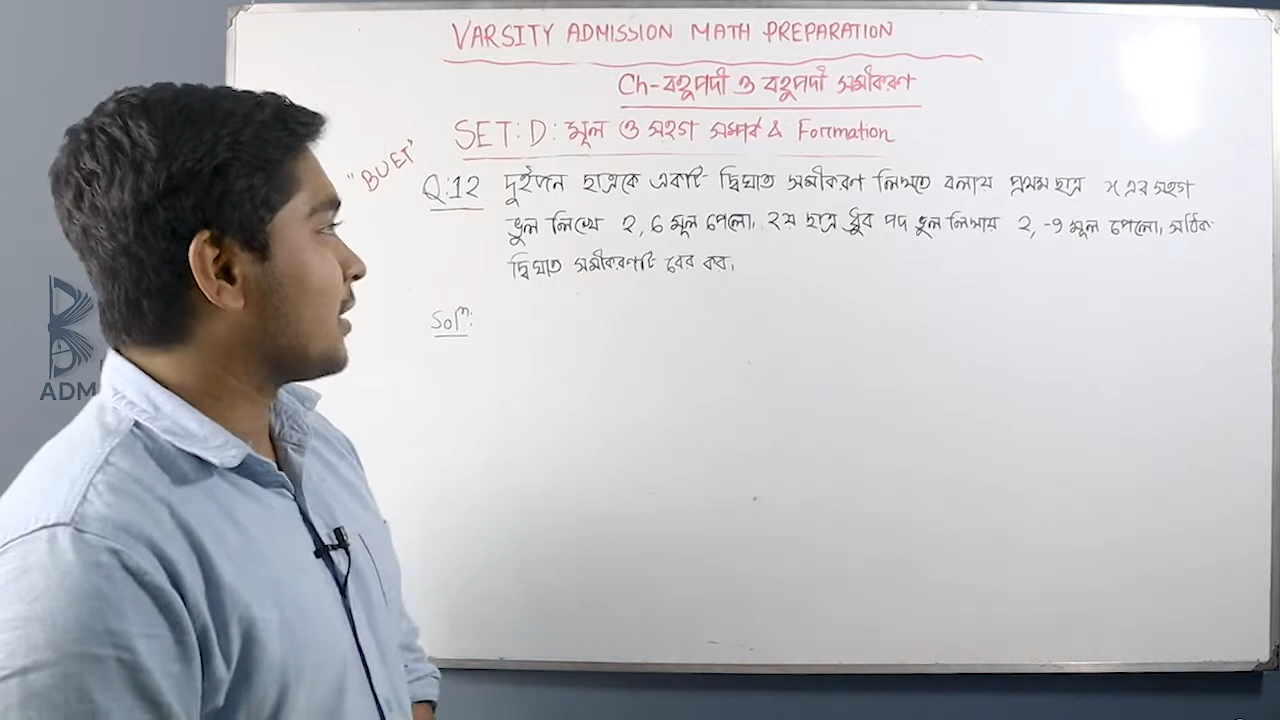 VARSITY ADMISSION MATH PREPARATION
Ch-বহুপদী ও বহুপদী সমীকরণ
SET: D: মূল ও সহগ সম্পর্ক & Formation
"BUET"
Q:12 দুইজন ছাত্রকে একটি দ্বিঘাত সমীকরণ লিখতে বলায় প্রথম ছাত্র x এর সহগ
ভুল লিখে 2, 6 মূল পেলো। ২য় ছাত্র ধ্রুব পদ ভুল লিখায় 2, -9 মূল পেলো। সঠিক
দ্বিঘাত সমীকরণটি বের কর।
Solⁿ:
ADM